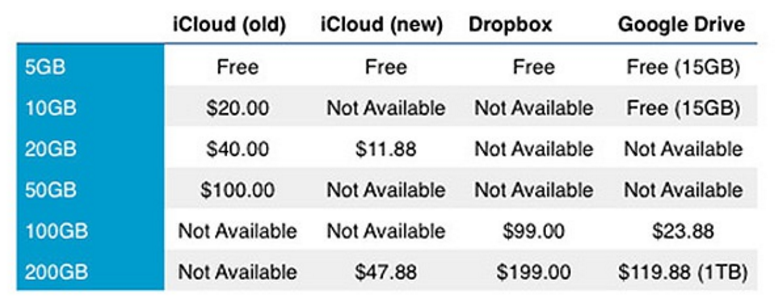 iCloud (old) iCloud (new) Dropbox Google Drive
5GB Free Free Free Free (15GB)
10GB $20.00 Not Available Not Available Free (15GB)
20GB $40.00 $11.88 Not Available Not Available
50GB $100.00 Not Available Not Available Not Available
100GB Not Available Not Available $99.00 $23.88
200GB Not Available $47.88 $199.00 $119.88 (1TB)